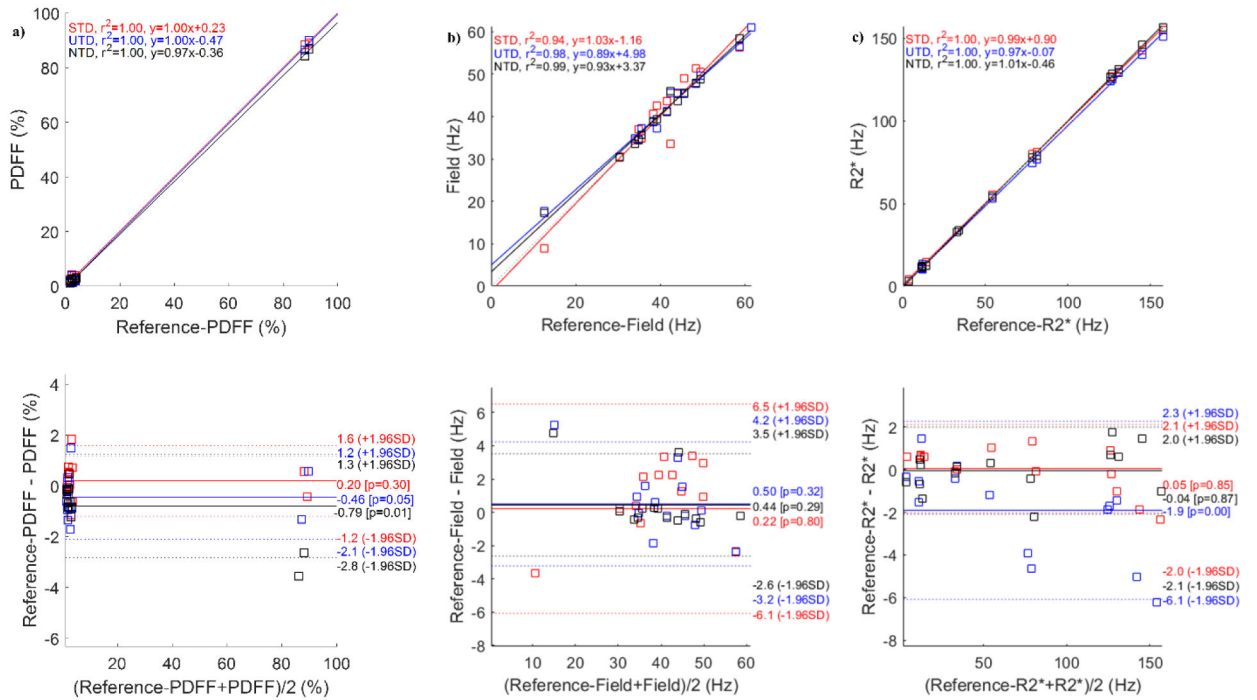 a)
STD, r²=1.00, y=1.00x+0.23
UTD, r²=1.00, y=1.00x-0.47
NTD, r²=1.00, y=0.97x-0.36
100
80
60
40
20
0
PDFF (%)
0 20 40 60 80 100
Reference-PDFF (%)
b)
STD, r²=0.94, y=1.03x-1.16
UTD, r²=0.98, y=0.89x+4.98
NTD, r²=0.99, y=0.93x+3.37
60
50
40
30
20
10
0
Field (Hz)
0 20 40 60
Reference-Field (Hz)
c)
STD, r²=1.00, y=0.99x+0.90
UTD, r²=1.00, y=0.97x-0.07
NTD, r²=1.00, y=1.01x-0.46
150
100
50
0
R2* (Hz)
0 50 100 150
Reference-R2* (Hz)
4
2
0
-2
-4
-6
Reference-PDFF - PDFF (%)
1.6 (+1.96SD)
1.2 (+1.96SD)
1.3 (+1.96SD)
0.20 [p=0.30]
-0.46 [p=0.05]
-0.79 [p=0.01]
-1.2 (-1.96SD)
-2.1 (-1.96SD)
-2.8 (-1.96SD)
20 40 60 80 100
(Reference-PDFF+PDFF)/2 (%)
6
4
2
0
-2
-4
-6
-8
Reference-Field - Field (Hz)
6.5 (+1.96SD)
4.2 (+1.96SD)
3.5 (+1.96SD)
0.50 [p=0.32]
0.44 [p=0.29]
0.22 [p=0.80]
-2.6 (-1.96SD)
-3.2 (-1.96SD)
-6.1 (-1.96SD)
10 20 30 40 50 60
(Reference-Field+Field)/2 (Hz)
2
0
-2
-4
-6
-8
Reference-R2* - R2* (Hz)
2.3 (+1.96SD)
2.1 (+1.96SD)
2.0 (+1.96SD)
0.05 [p=0.85]
-0.04 [p=0.87]
-1.9 [p=0.00]
-2.0 (-1.96SD)
-2.1 (-1.96SD)
-6.1 (-1.96SD)
50 100 150
(Reference-R2*+R2*)/2 (Hz)